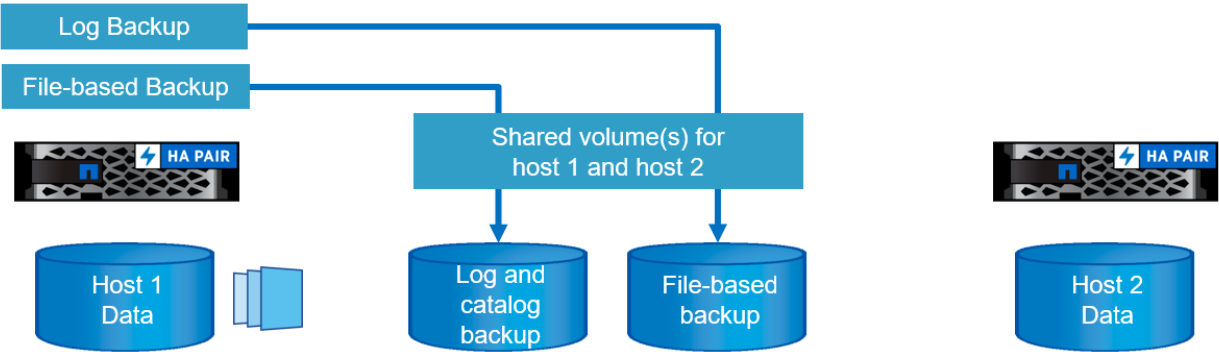 Log Backup
File-based Backup
Shared volume(s) for
host 1 and host 2
HA PAIR
HA PAIR
Host 1
Data
Log and
catalog
backup
File-based
backup
Host 2
Data